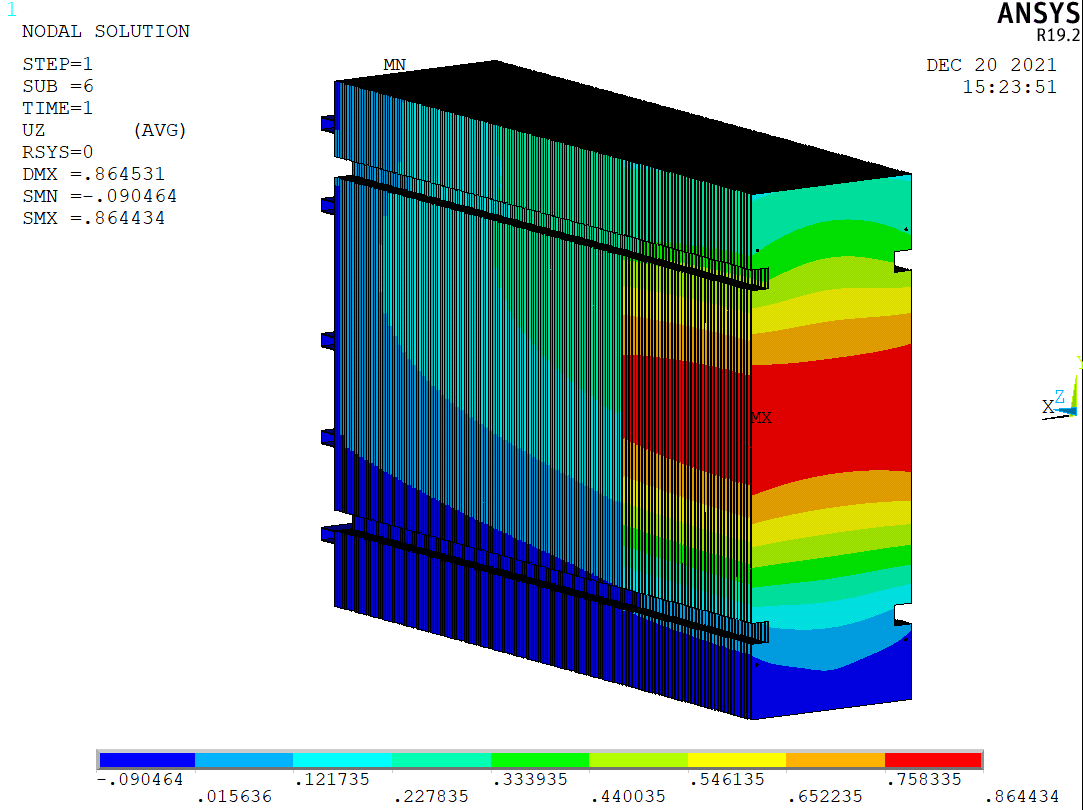 1
ANSYS
R19.2
NODAL SOLUTION
STEP=1
SUB =6
TIME=1
UZ (AVG)
RSYS=0
DMX =.864531
SMN =-.090464
SMX =.864434
DEC 20 2021
15:23:51
MN
MX
Y
Z
X
-.090464 .121735 .333935 .546135 .758335
.015636 .227835 .440035 .652235 .864434